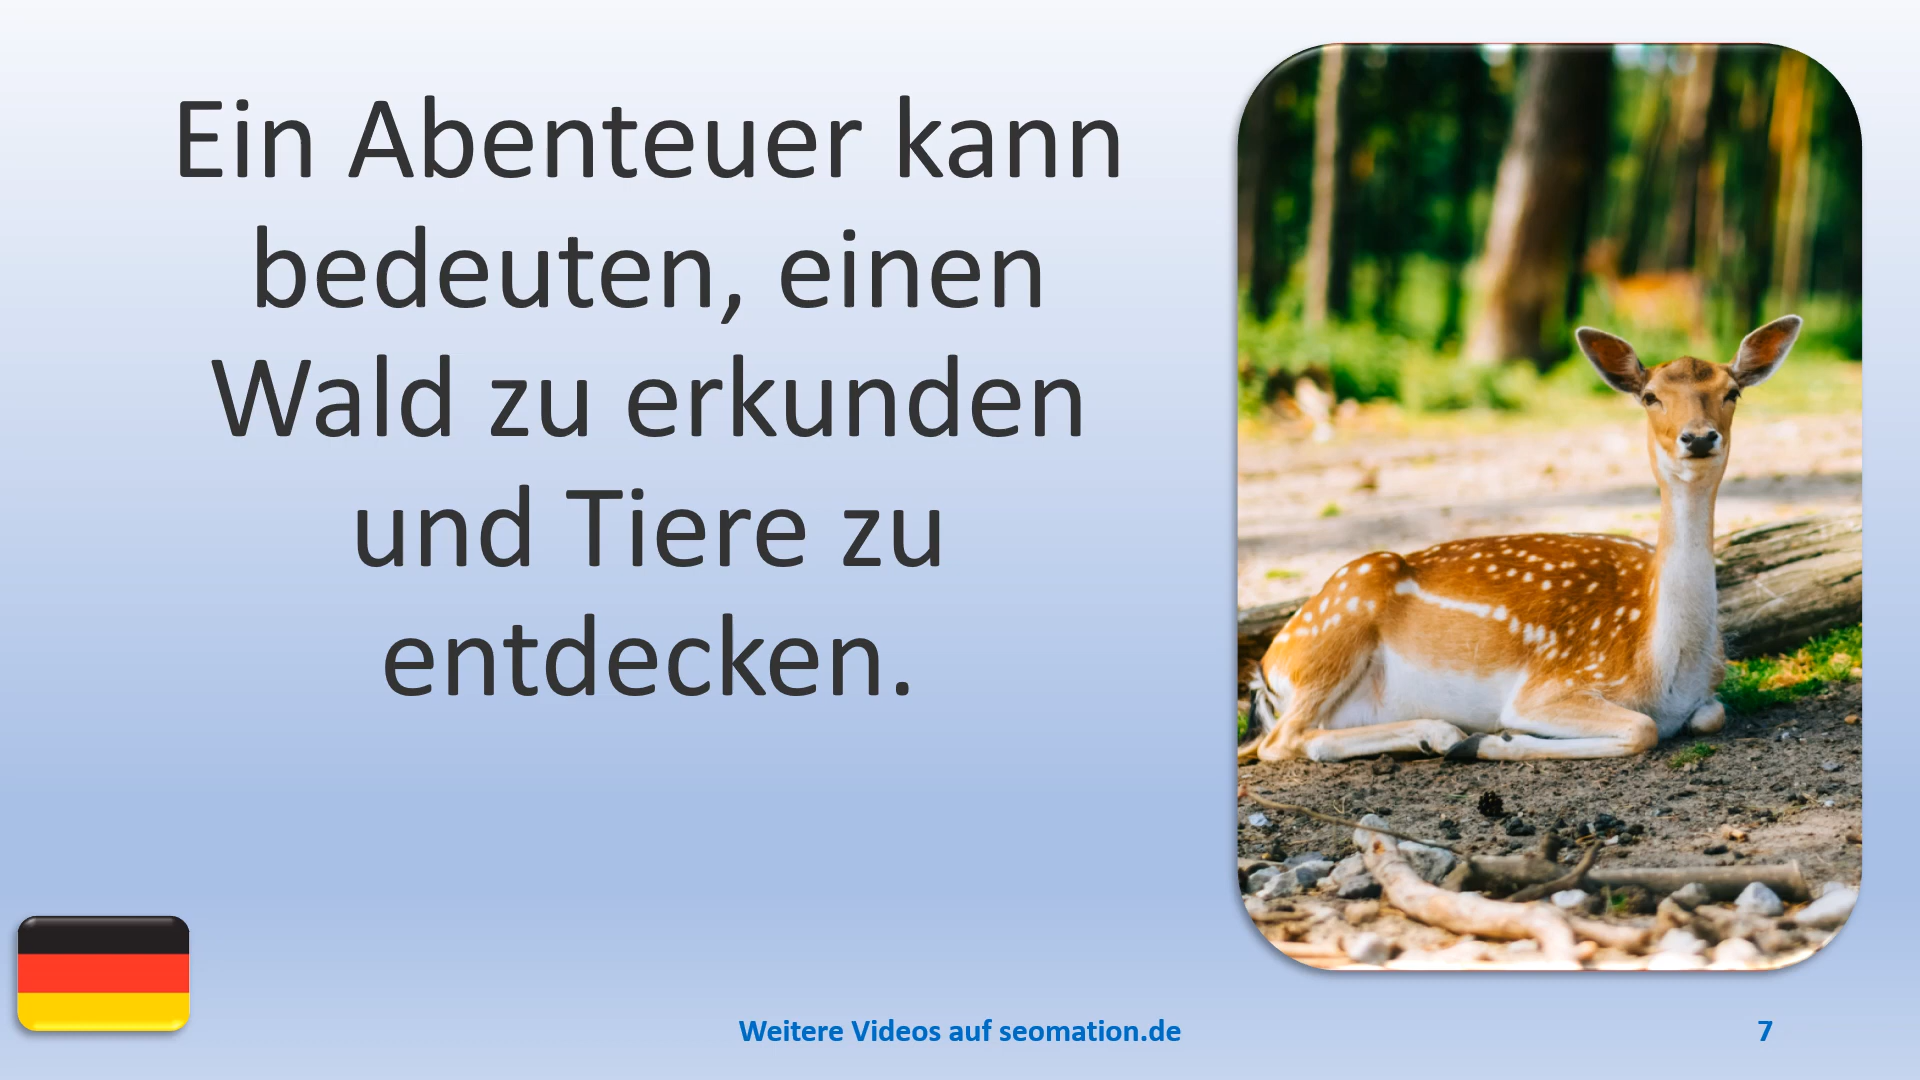 Ein Abenteuer kann
bedeuten, einen
Wald zu erkunden
und Tiere zu
entdecken.
Weitere Videos auf seomation.de
7